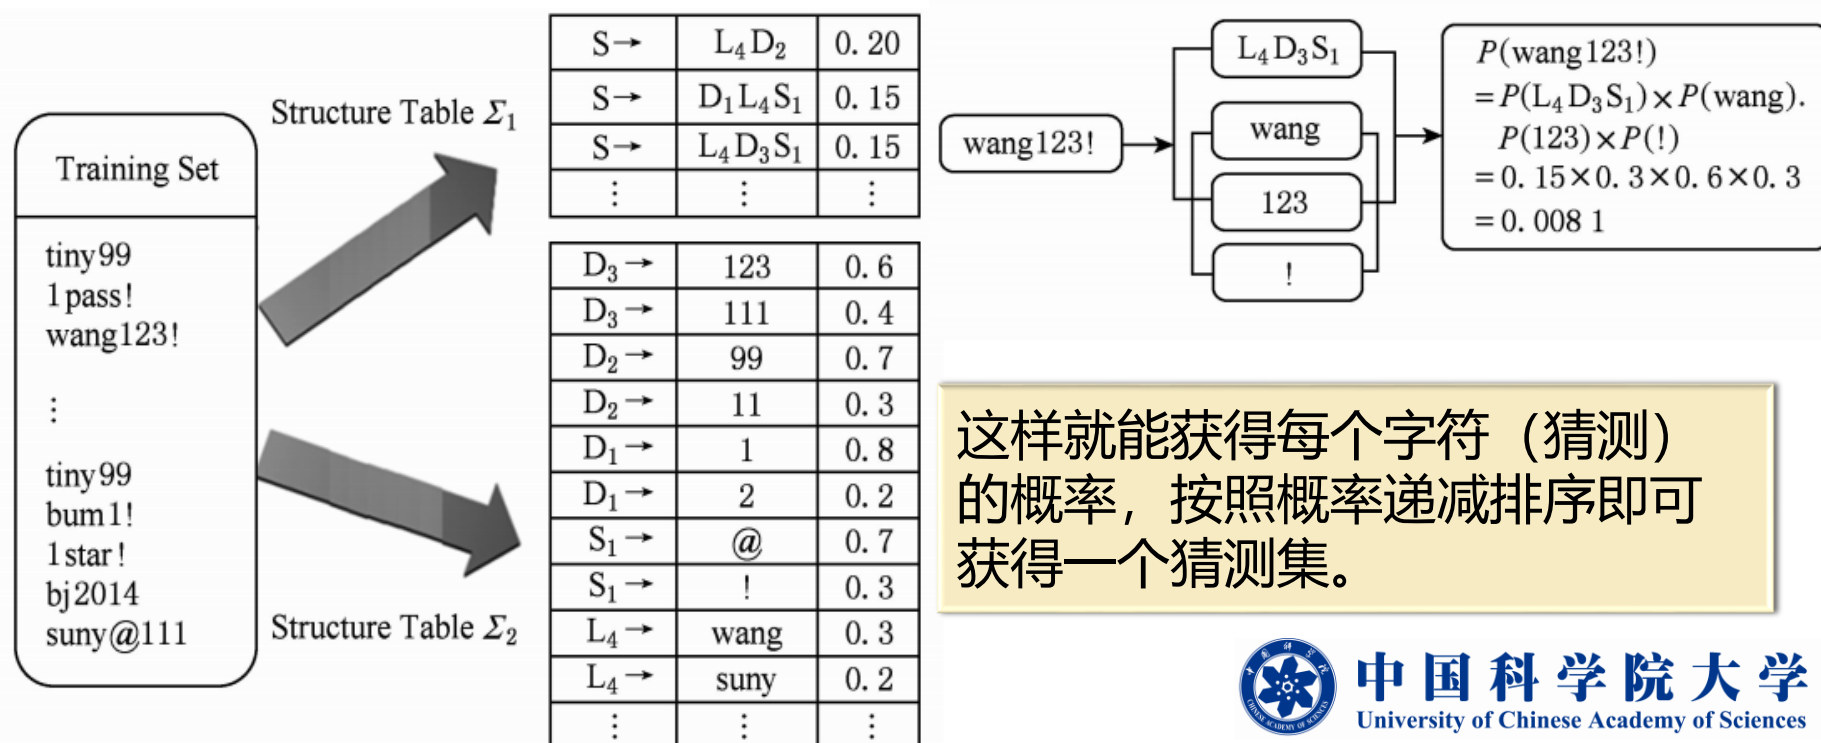 Training Set
tiny99
1pass!
wang123!
⋮
tiny99
bum1!
1star!
bj2014
suny@111
Structure Table Σ₁
Structure Table Σ₂
S→ L₄D₂ 0.20
S→ D₁L₄S₁ 0.15
S→ L₄D₃S₁ 0.15
⋮ ⋮ ⋮
D₃→ 123 0.6
D₃→ 111 0.4
D₂→ 99 0.7
D₂→ 11 0.3
D₁→ 1 0.8
D₁→ 2 0.2
S₁→ @ 0.7
S₁→ ! 0.3
L₄→ wang 0.3
L₄→ suny 0.2
⋮ ⋮ ⋮
wang123!
L₄D₃S₁
wang
123
!
P(wang123!)
=P(L₄D₃S₁)×P(wang).
P(123)×P(!)
=0.15×0.3×0.6×0.3
=0.008 1
这样就能获得每个字符（猜测）
的概率，按照概率递减排序即可
获得一个猜测集。
中国科学院大学
University of Chinese Academy of Sciences